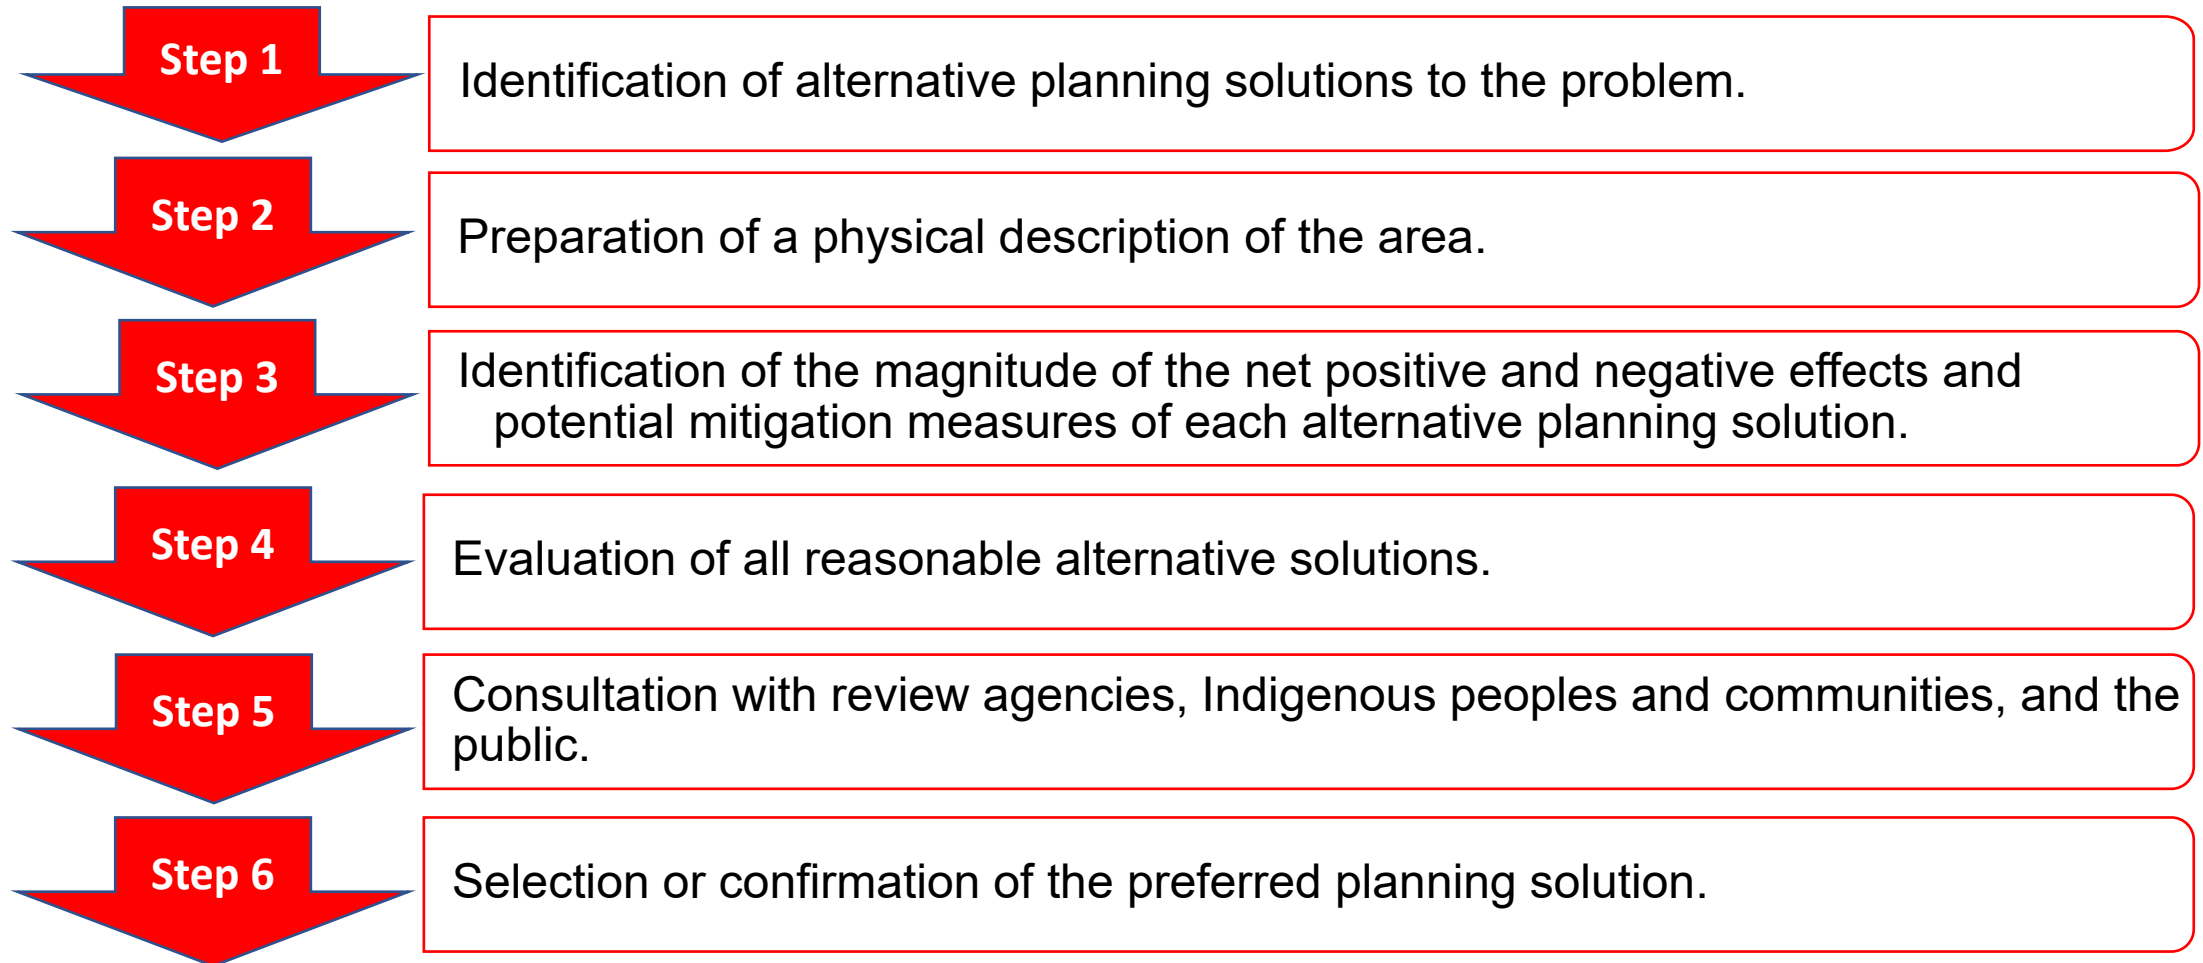 Step 1
Identification of alternative planning solutions to the problem.
Step 2
Preparation of a physical description of the area.
Step 3
Identification of the magnitude of the net positive and negative effects and
potential mitigation measures of each alternative planning solution.
Step 4
Evaluation of all reasonable alternative solutions.
Step 5
Consultation with review agencies, Indigenous peoples and communities, and the
public.
Step 6
Selection or confirmation of the preferred planning solution.